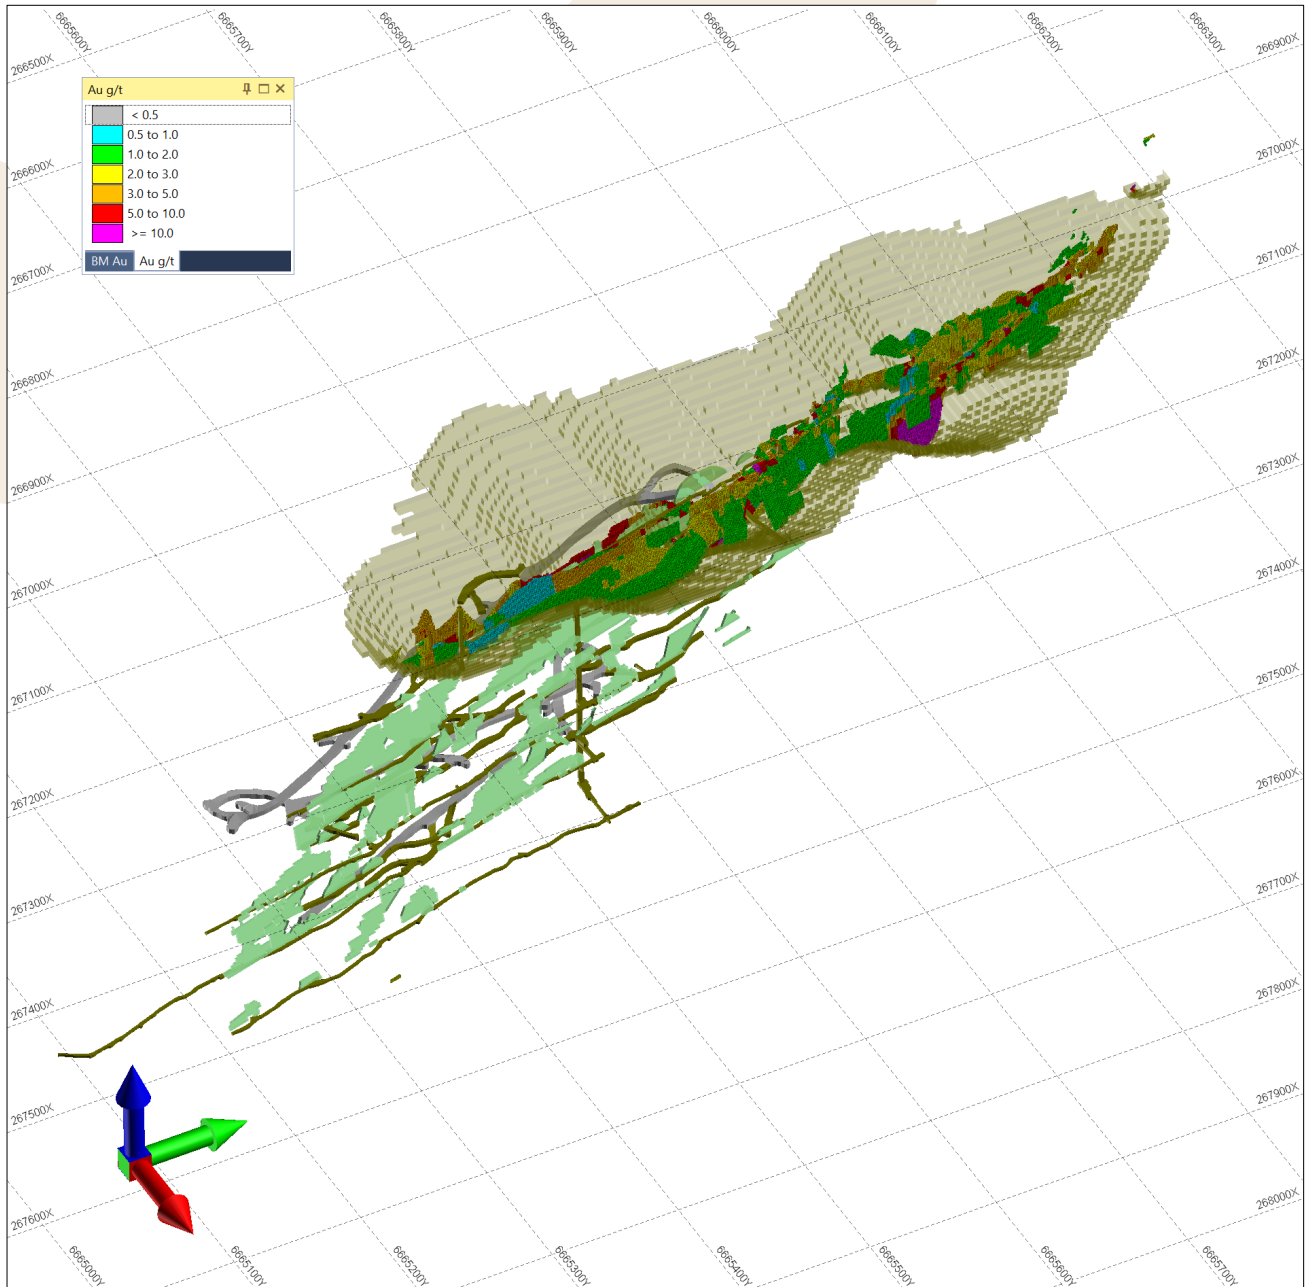 6665600Y
6665700Y
6665800Y
6665900Y
6666000Y
6666100Y
6666200Y
6666300Y
266900X
266500X
Au g/t
< 0.5
0.5 to 1.0
1.0 to 2.0
2.0 to 3.0
3.0 to 5.0
5.0 to 10.0
>= 10.0
BM Au
Au g/t
266600X
267000X
266700X
267100X
266800X
267200X
266900X
267300X
267000X
267400X
267100X
267500X
267200X
267600X
267300X
267700X
267400X
267800X
267500X
267900X
267600X
268000X
6665000Y
6665100Y
6665200Y
6665300Y
6665400Y
6665500Y
6665600Y
6665700Y